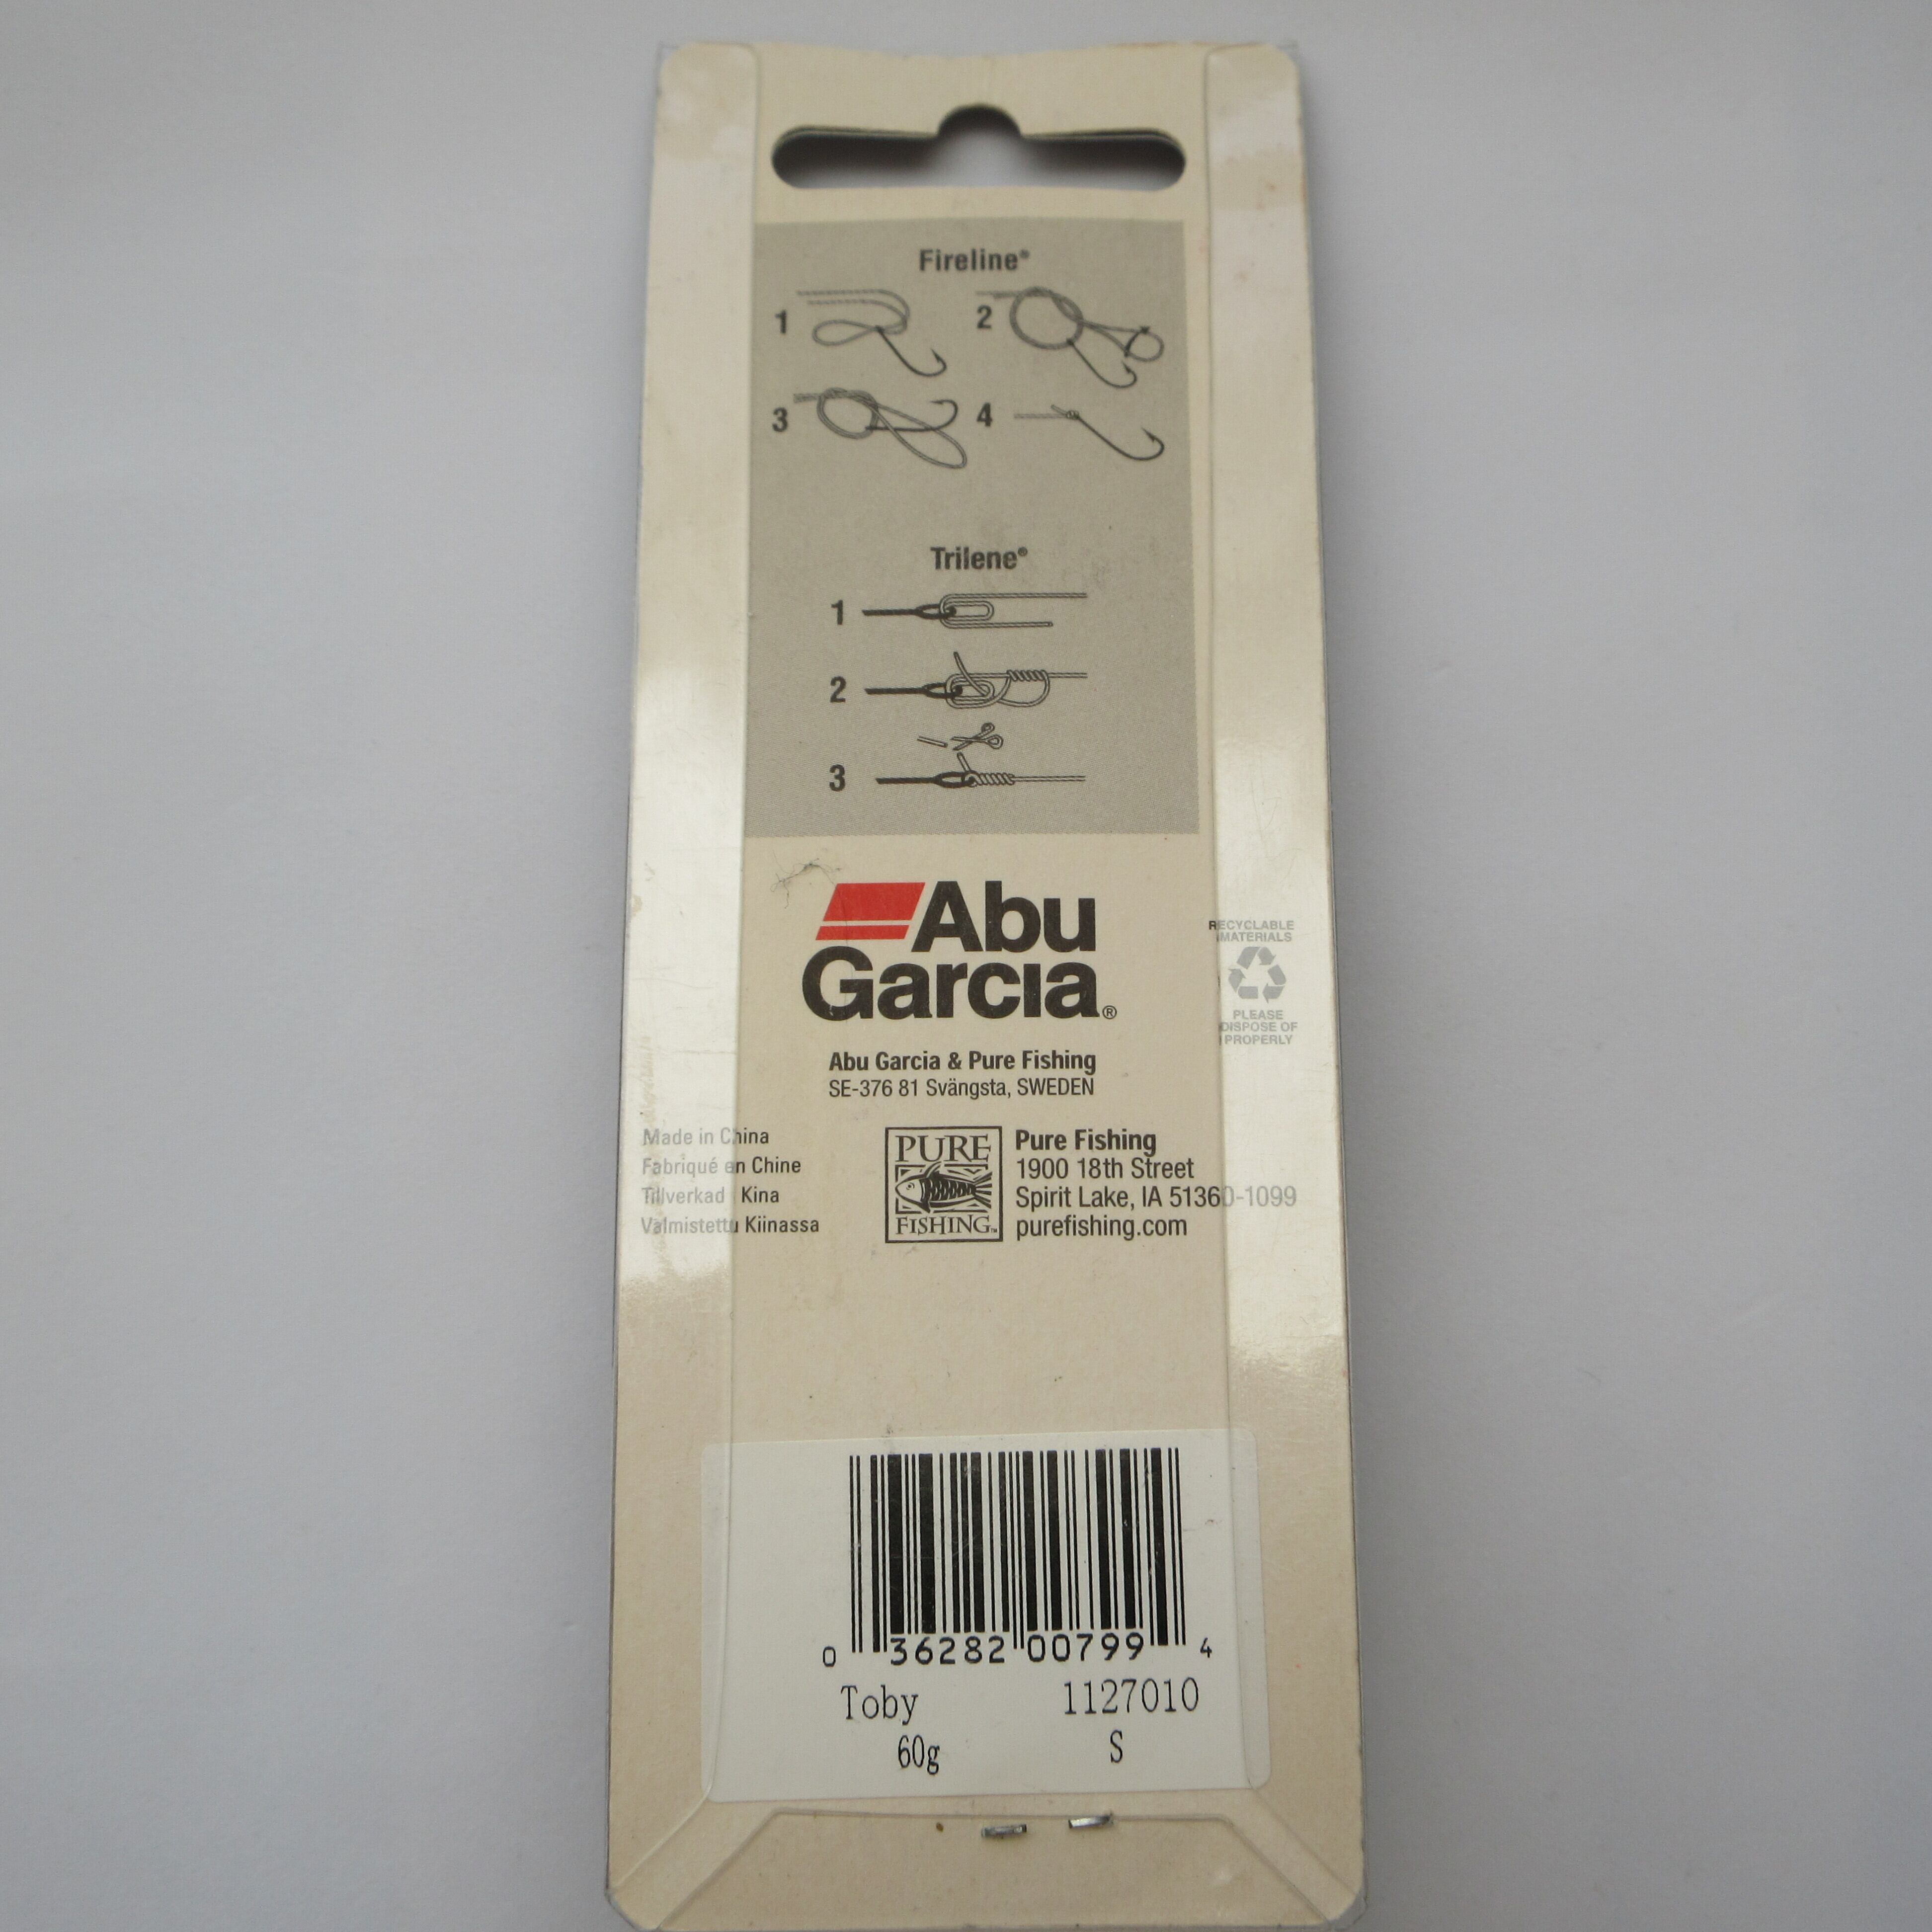 Fireline®
1 2
3 4
Trilene®
1
2
3
Abu
Garcia®
RECYCLABLE
MATERIALS
PLEASE
DISPOSE OF
PROPERLY
Abu Garcia & Pure Fishing
SE-376 81 Svängsta, SWEDEN
Made in China
Fabriqué en Chine
Tillverkad i Kina
Valmistettu Kiinassa
PURE
FISHING™
Pure Fishing
1900 18th Street
Spirit Lake, IA 51360-1099
purefishing.com
0 36282 00799 4
Toby 1127010
60g S